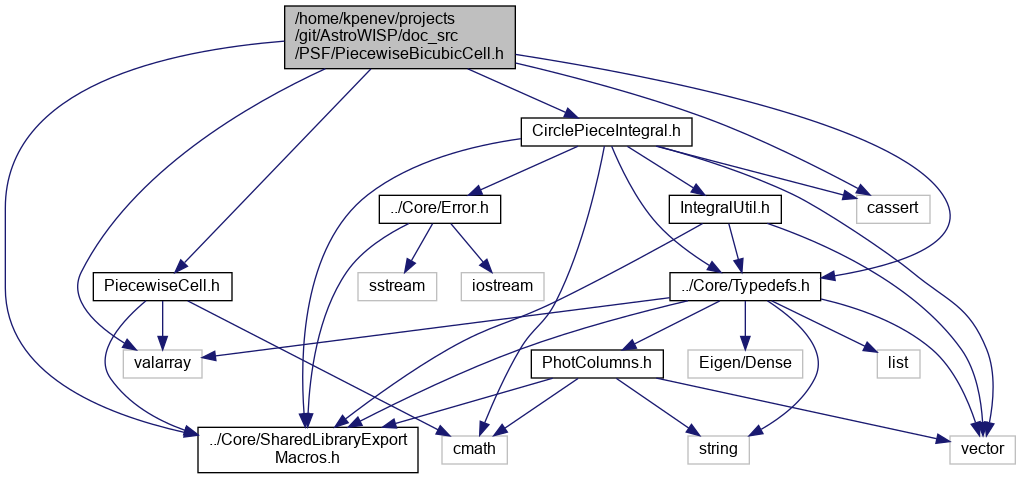 /home/kpenev/projects
/git/AstroWISP/doc_src
/PSF/PiecewiseBicubicCell.h
CirclePieceIntegral.h
../Core/Error.h
IntegralUtil.h
cassert
PiecewiseCell.h
sstream
iostream
../Core/Typedefs.h
valarray
PhotColumns.h
Eigen/Dense
list
../Core/SharedLibraryExport
Macros.h
cmath
string
vector